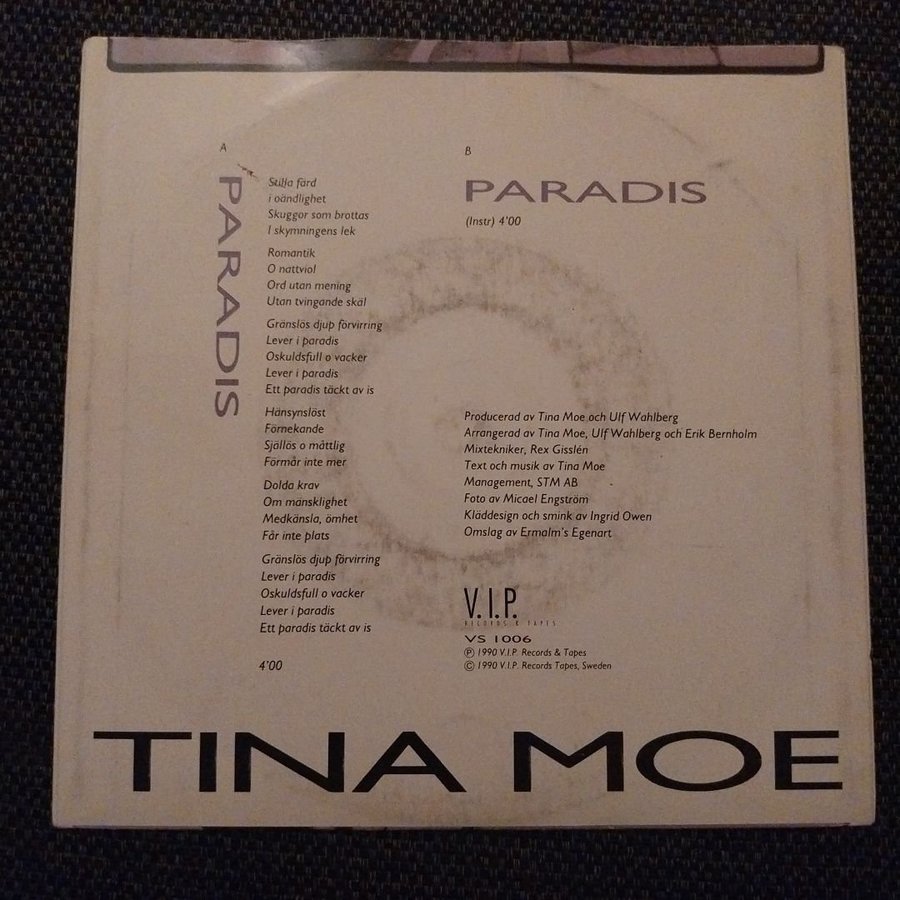 A
PARADIS
Stilla färd
i oändlighet
Skuggor som brottas
I skymningens lek
Romantik
O nattviol
Ord utan mening
Utan tvingande skäl
Gränslös djup förvirring
Lever i paradis
Oskuldsfull o vacker
Lever i paradis
Ett paradis täckt av is
Hänsynslöst
Förnekande
Själlös o måttlig
Förmår inte mer
Dolda krav
Om mänsklighet
Medkänsla, ömhet
Får inte plats
Gränslös djup förvirring
Lever i paradis
Oskuldsfull o vacker
Lever i paradis
Ett paradis täckt av is
4'00
B
PARADIS
(Instr) 4'00
Producerad av Tina Moe och Ulf Wahlberg
Arrangerad av Tina Moe, Ulf Wahlberg och Erik Bernholm
Mixtekniker, Rex Gisslén
Text och musik av Tina Moe
Management, STM AB
Foto av Micael Engström
Kläddesign och smink av Ingrid Owen
Omslag av Ermalm's Egenart
V.I.P.
RECORDS & TAPES
VS 1006
Ⓟ 1990 V.I.P. Records & Tapes
© 1990 V.I.P. Records Tapes, Sweden
TINA MOE